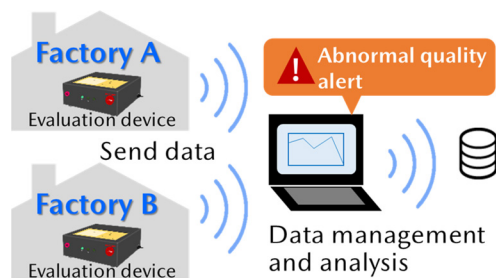 Factory A
Evaluation device
Send data
Factory B
Evaluation device
Abnormal quality
alert
Data management
and analysis